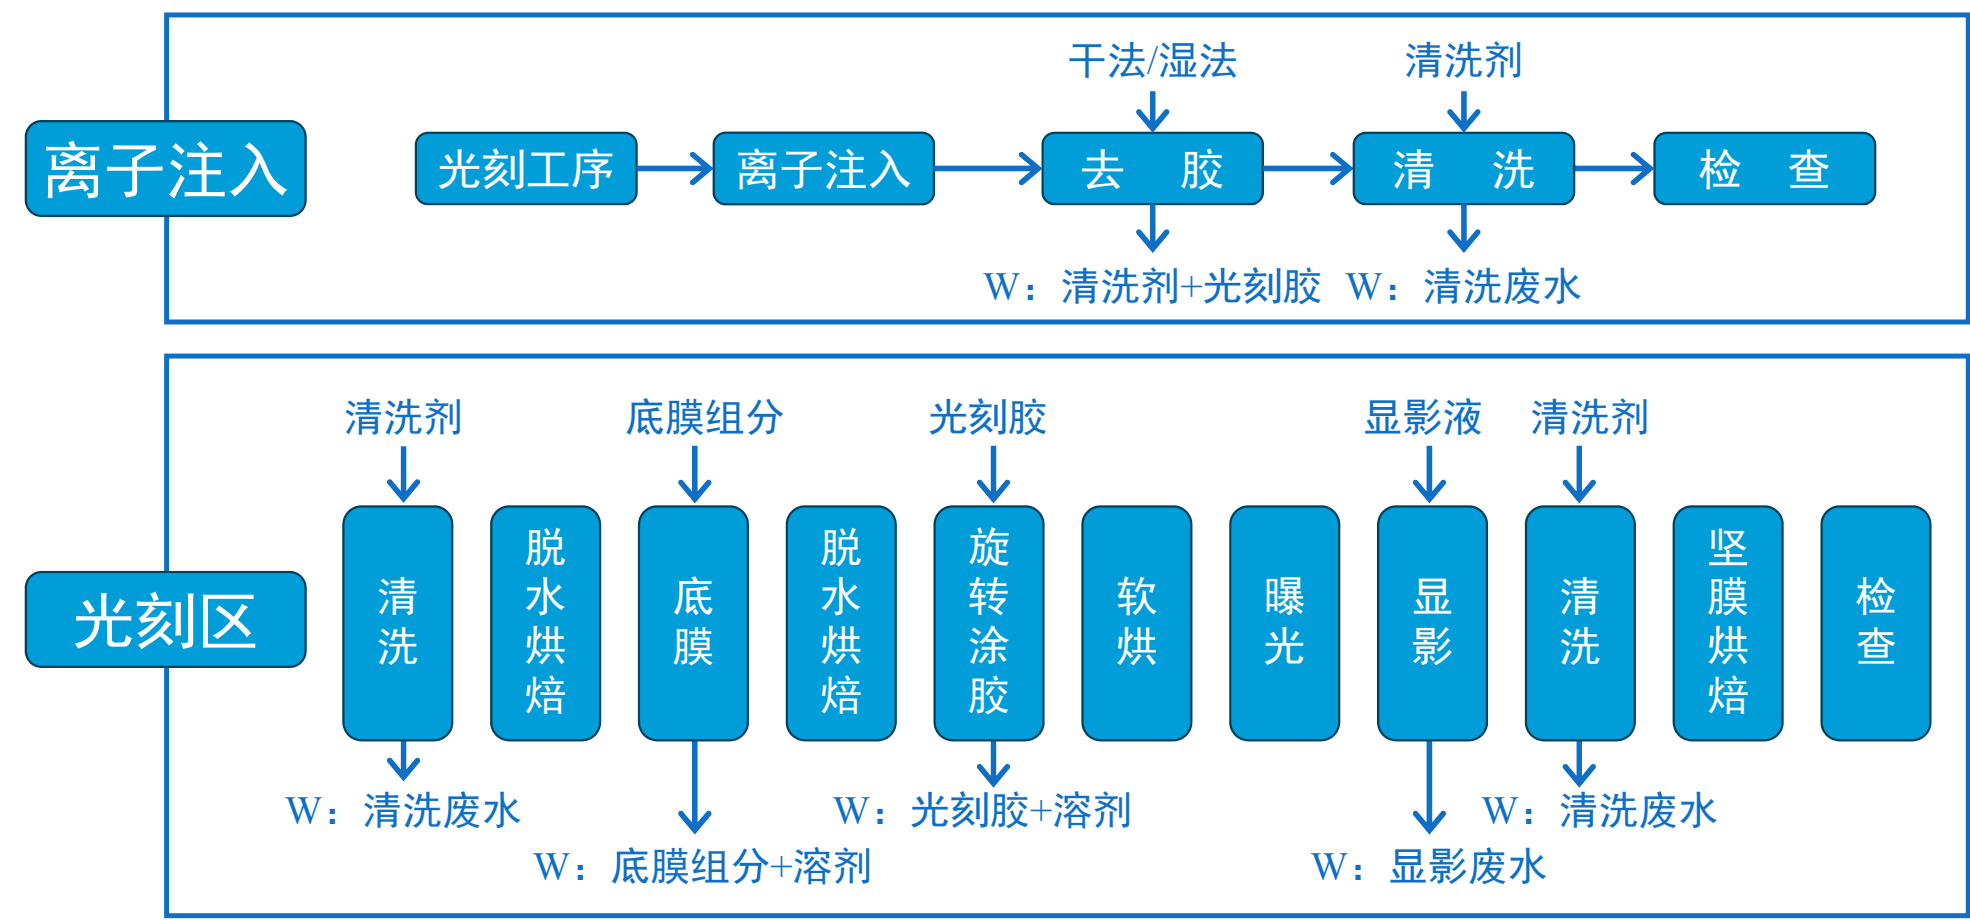 干法/湿法
清洗剂
离子注入
光刻工序
离子注入
去 胶
清 洗
检 查
W：清洗剂+光刻胶
W：清洗废水
清洗剂
底膜组分
光刻胶
显影液
清洗剂
光刻区
清洗
脱水烘焙
底膜
脱水烘焙
旋转涂胶
软烘
曝光
显影
清洗
坚膜烘焙
检查
W：清洗废水
W：光刻胶+溶剂
W：清洗废水
W：底膜组分+溶剂
W：显影废水